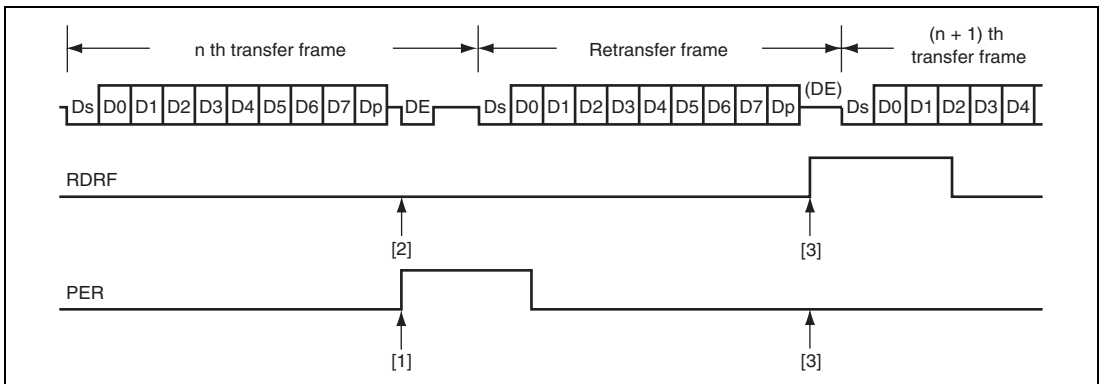 n th transfer frame
Retransfer frame
(n + 1) th
transfer frame
Ds D0 D1 D2 D3 D4 D5 D6 D7 Dp DE Ds D0 D1 D2 D3 D4 D5 D6 D7 Dp (DE) Ds D0 D1 D2 D3 D4
RDRF
[2] [3]
PER
[1] [3]